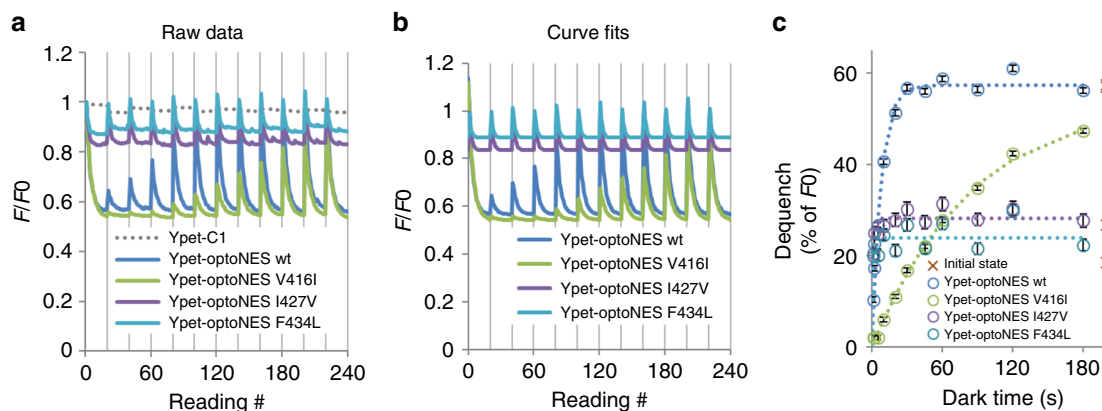 a
Raw data
F/F0
1.2
1
0.8
0.6
0.4
0.2
0
Ypet-C1
Ypet-optoNES wt
Ypet-optoNES V416I
Ypet-optoNES I427V
Ypet-optoNES F434L
0 60 120 180 240
Reading #
b
Curve fits
F/F0
1.2
1
0.8
0.6
0.4
0.2
0
Ypet-optoNES wt
Ypet-optoNES V416I
Ypet-optoNES I427V
Ypet-optoNES F434L
0 60 120 180 240
Reading #
c
Dequench
(% of F0)
60
40
20
0
Initial state
Ypet-optoNES wt
Ypet-optoNES V416I
Ypet-optoNES I427V
Ypet-optoNES F434L
0 60 120 180
Dark time (s)